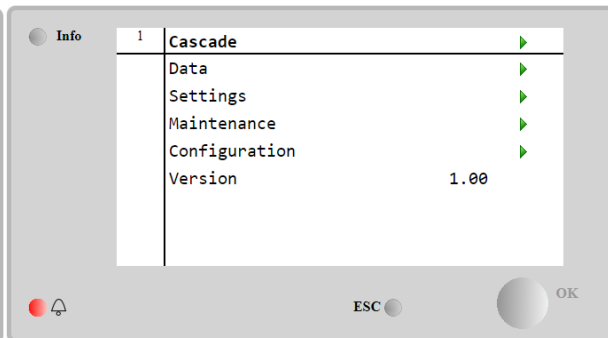 Info
1 Cascade
Data
Settings
Maintenance
Configuration
Version 1.00
ESC
OK